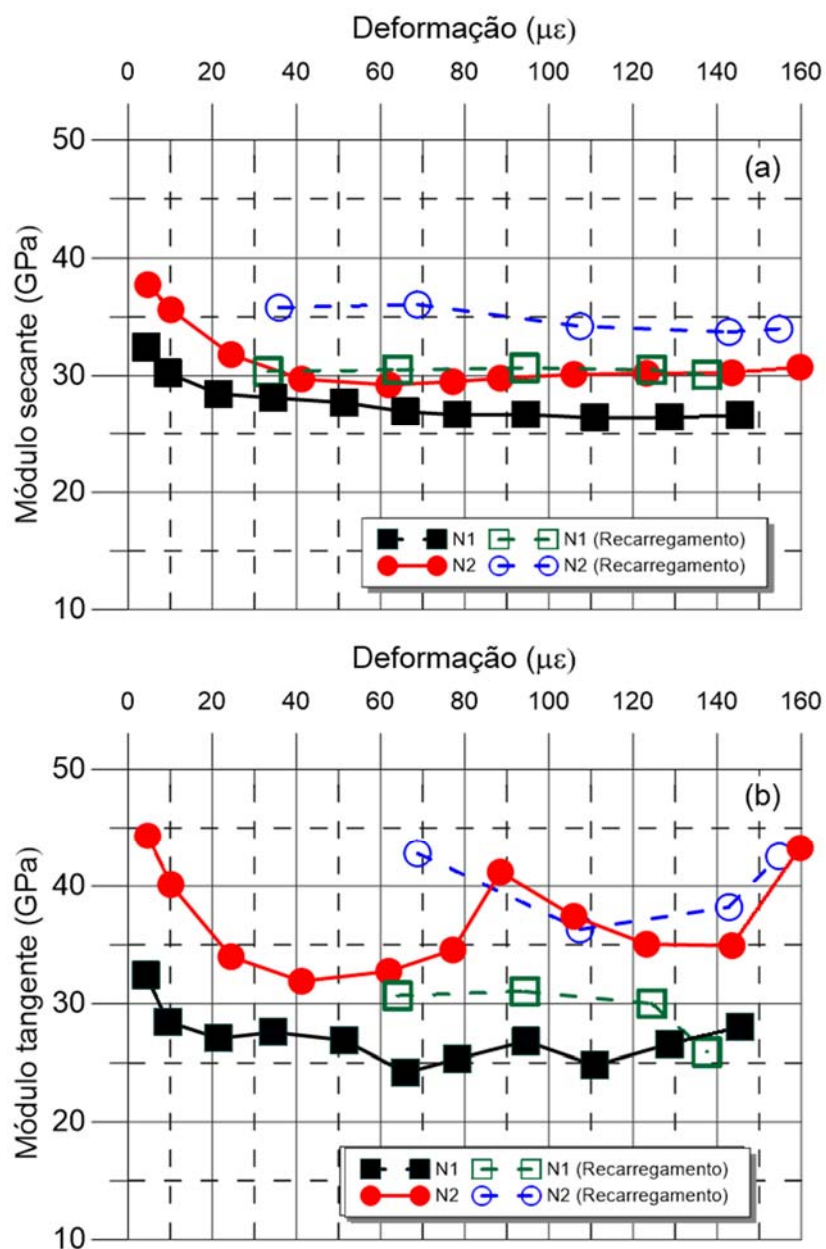 Deformação (με)
0 20 40 60 80 100 120 140 160
50
(a)
40
Módulo secante (GPa)
30
20
N1 N1 (Recarregamento)
N2 N2 (Recarregamento)
10
Deformação (με)
0 20 40 60 80 100 120 140 160
50
(b)
40
Módulo tangente (GPa)
30
20
N1 N1 (Recarregamento)
N2 N2 (Recarregamento)
10